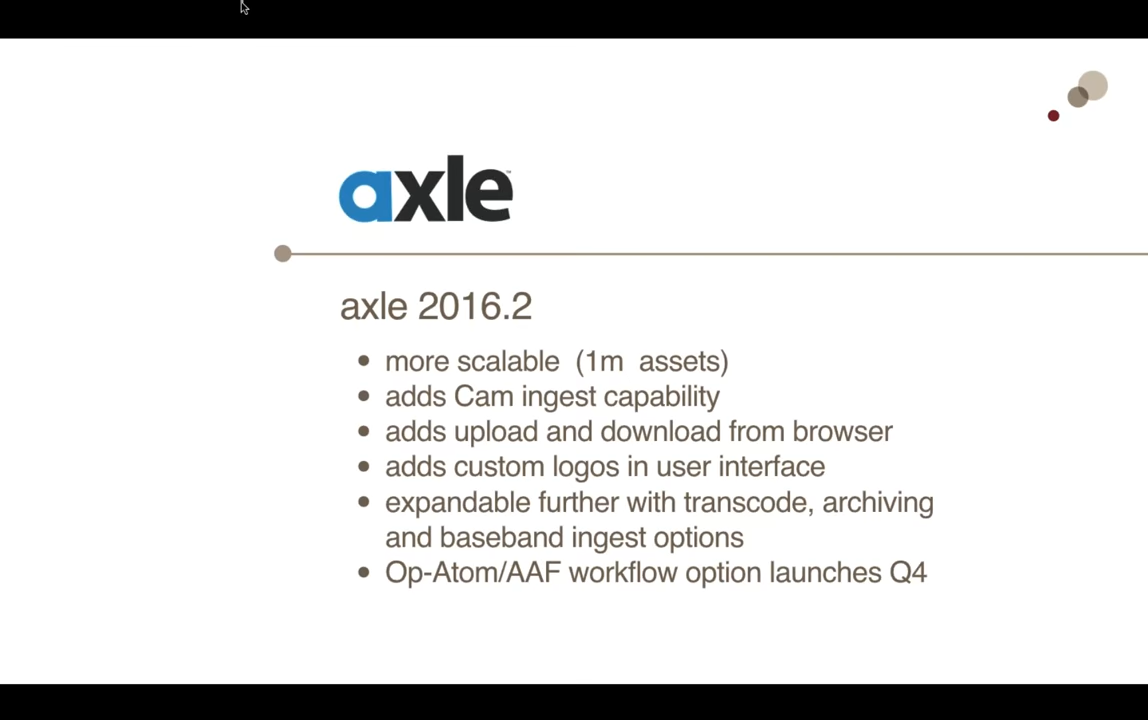 axle™
axle 2016.2
• more scalable  (1m  assets)
• adds Cam ingest capability
• adds upload and download from browser
• adds custom logos in user interface
• expandable further with transcode, archiving
and baseband ingest options
• Op-Atom/AAF workflow option launches Q4